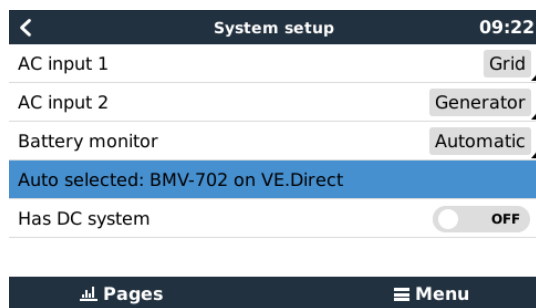 System setup 09:22
AC input 1 Grid
AC input 2 Generator
Battery monitor Automatic
Auto selected: BMV-702 on VE.Direct
Has DC system OFF
Pages Menu